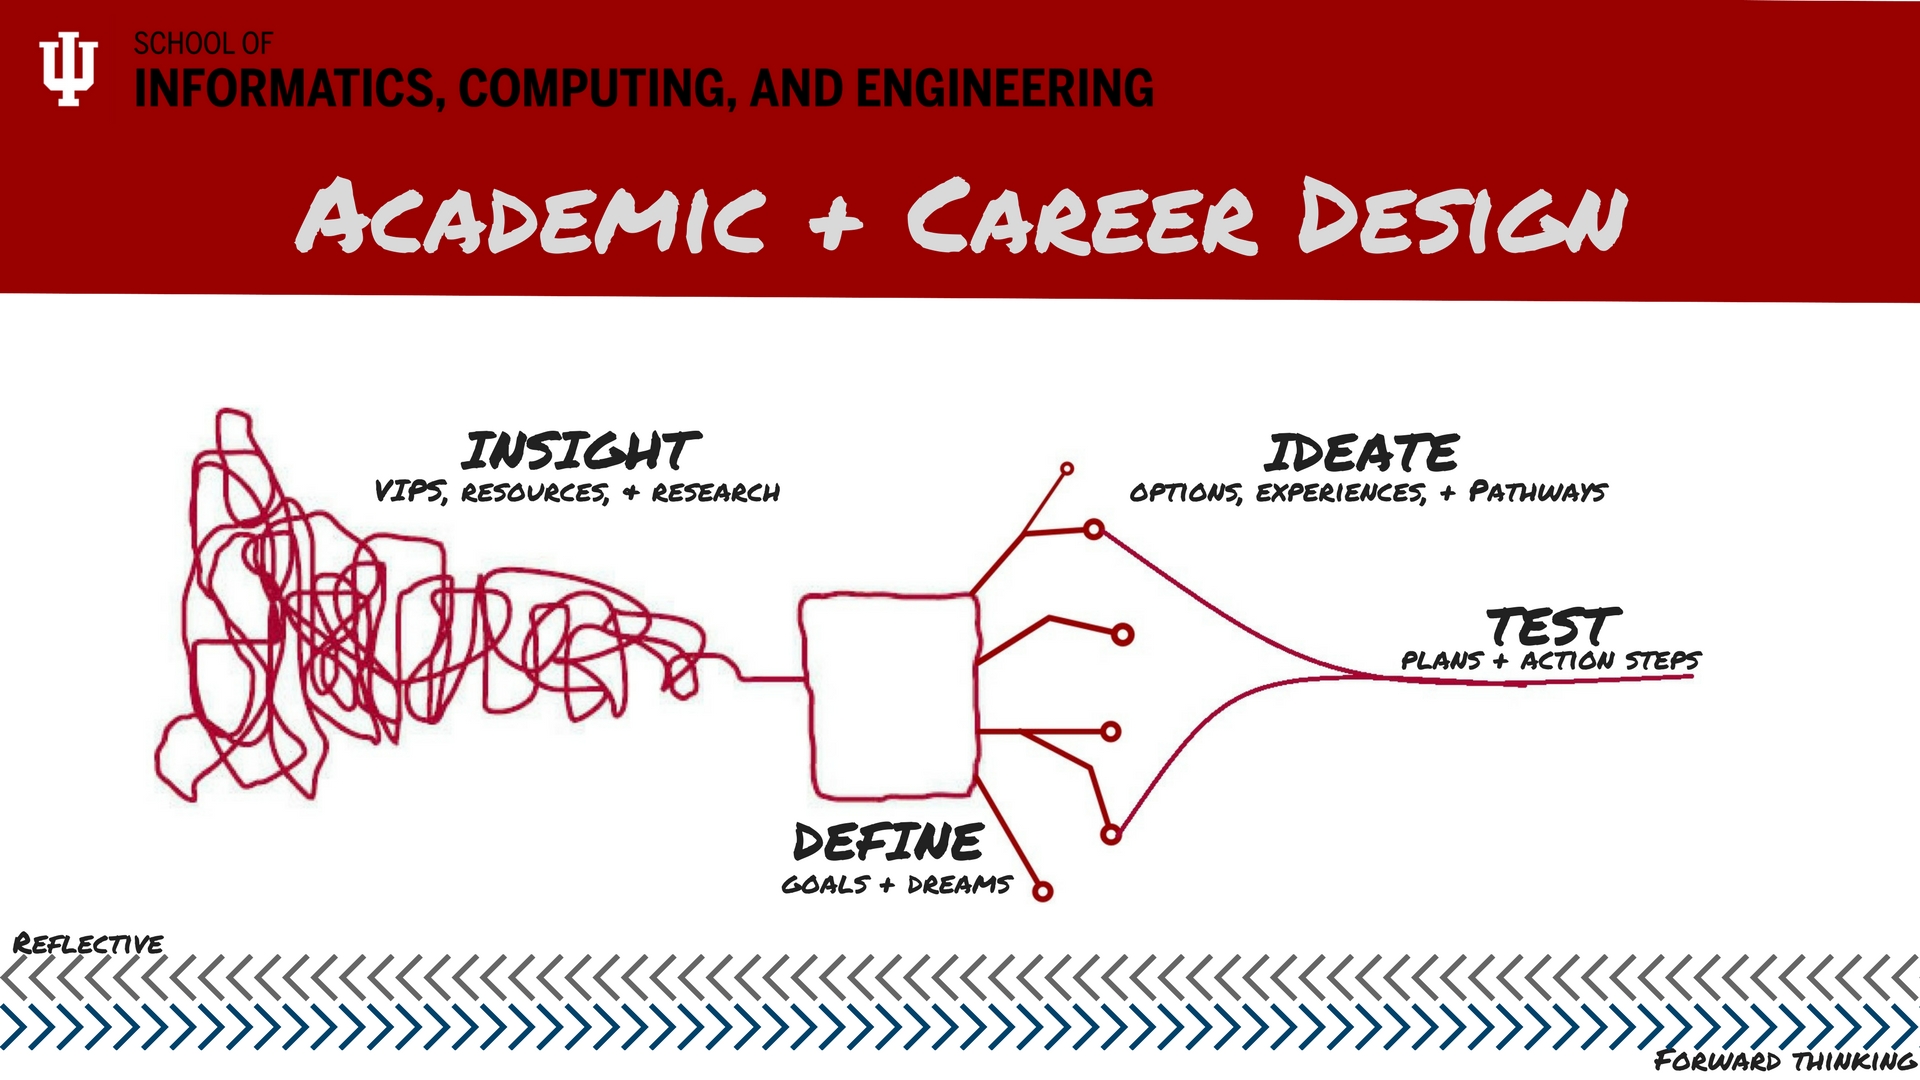 SCHOOL OF
INFORMATICS, COMPUTING, AND ENGINEERING
ACADEMIC + CAREER DESIGN
INSIGHT
VIPS, RESOURCES, + RESEARCH
IDEATE
OPTIONS, EXPERIENCES, + PATHWAYS
TEST
PLANS + ACTION STEPS
DEFINE
GOALS + DREAMS
REFLECTIVE
FORWARD THINKING